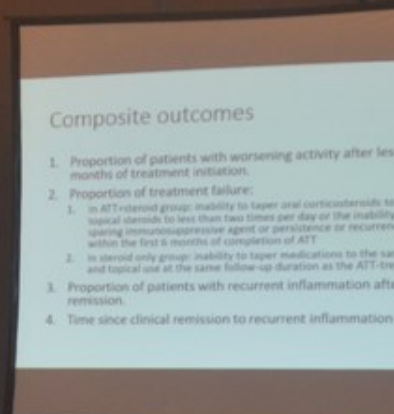 Composite outcomes
1. Proportion of patients with worsening activity after les
months of treatment initiation.
2. Proportion of treatment failure:
1. in ATT+steroid group: inability to taper oral corticosteroids to
topical steroids to less than two times per day or the inability
sparing immunosuppressive agent or persistence or recurren
within the first 6 months of completion of ATT
2. in steroid only group: inability to taper medications to the sa
and topical use at the same follow-up duration as the ATT-tre
3. Proportion of patients with recurrent inflammation afte
remission.
4. Time since clinical remission to recurrent inflammation